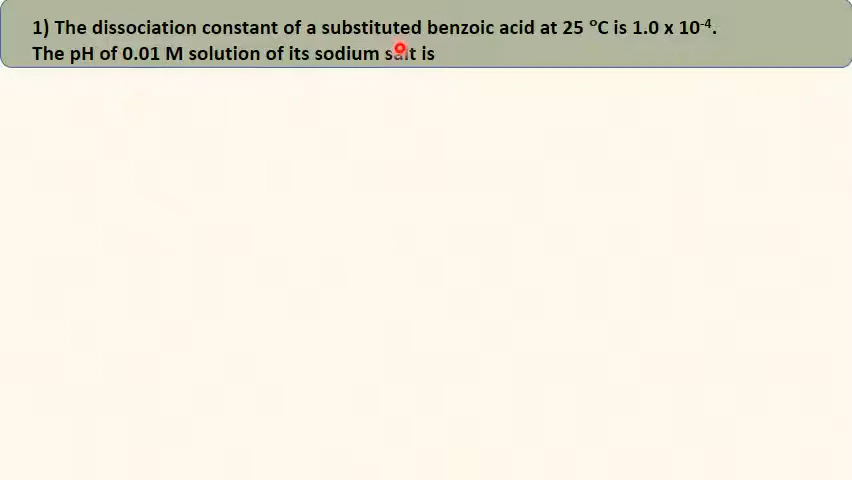 1) The dissociation constant of a substituted benzoic acid at 25 °C is 1.0 x 10⁻⁴.
The pH of 0.01 M solution of its sodium salt is